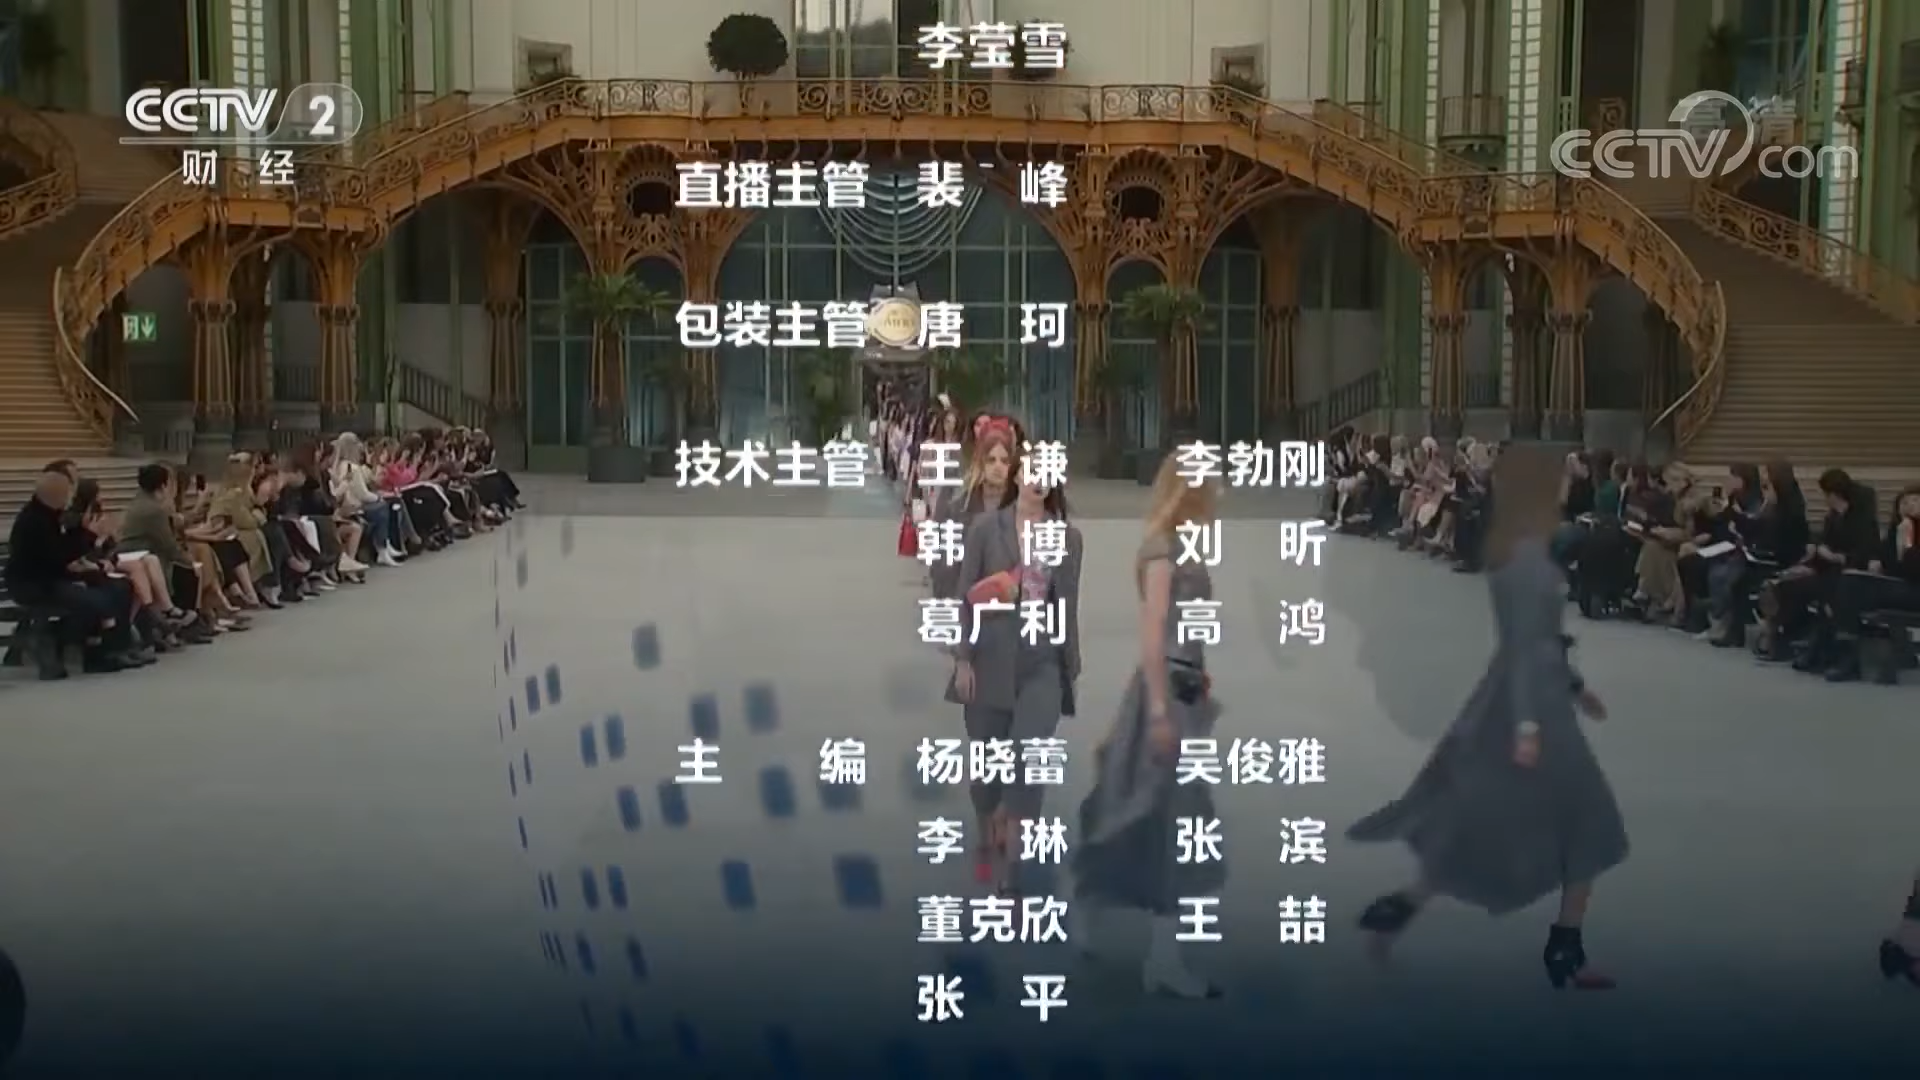 李莹雪
CCTV 2
财 经
高清
CCTV com
直播主管 裴 峰
包装主管 唐 珂
技术主管 王 谦 李勃刚
韩 博 刘 昕
葛广利 高 鸿
主 编 杨晓蕾 吴俊雅
李 琳 张 滨
董克欣 王 喆
张 平